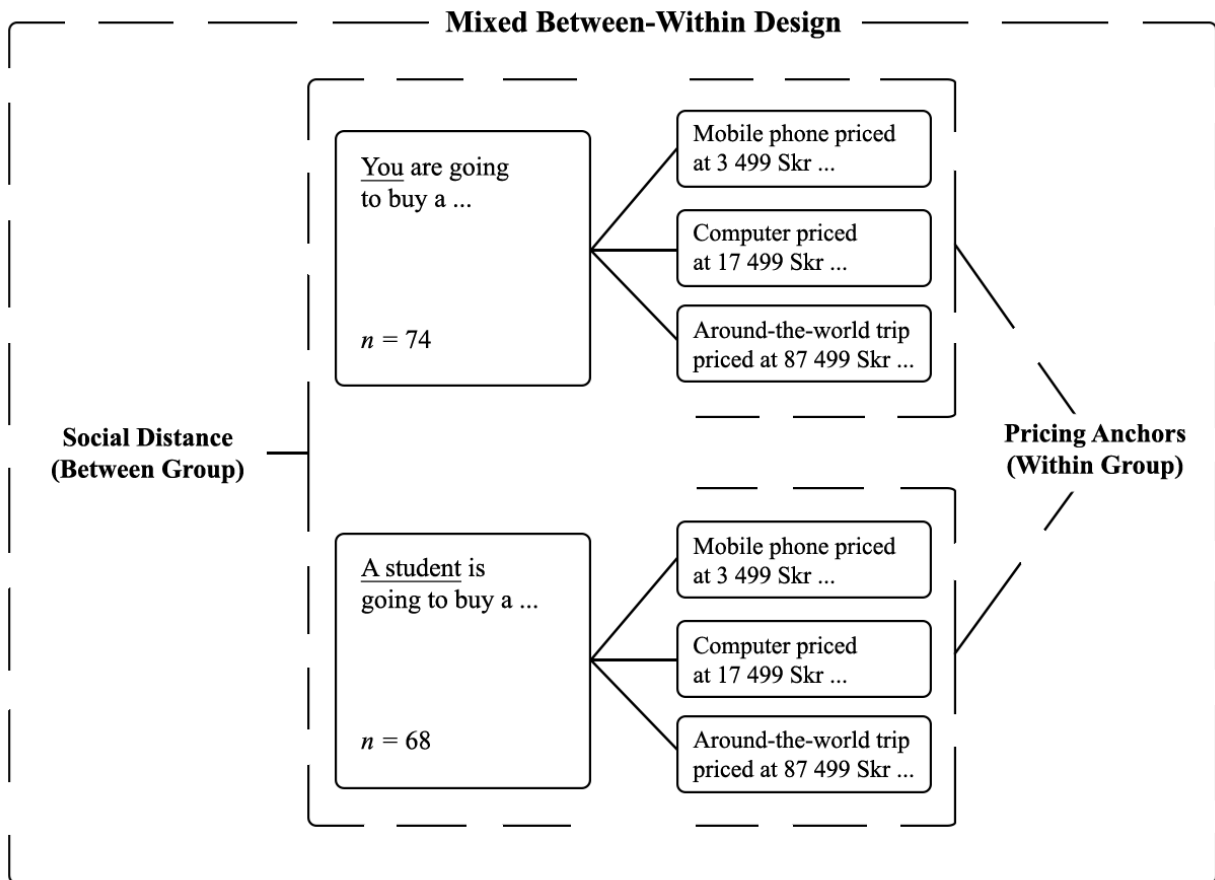 Mixed Between-Within Design
You are going
to buy a ...
n = 74
Mobile phone priced
at 3 499 Skr ...
Computer priced
at 17 499 Skr ...
Around-the-world trip
priced at 87 499 Skr ...
Social Distance
(Between Group)
Pricing Anchors
(Within Group)
A student is
going to buy a ...
n = 68
Mobile phone priced
at 3 499 Skr ...
Computer priced
at 17 499 Skr ...
Around-the-world trip
priced at 87 499 Skr ...